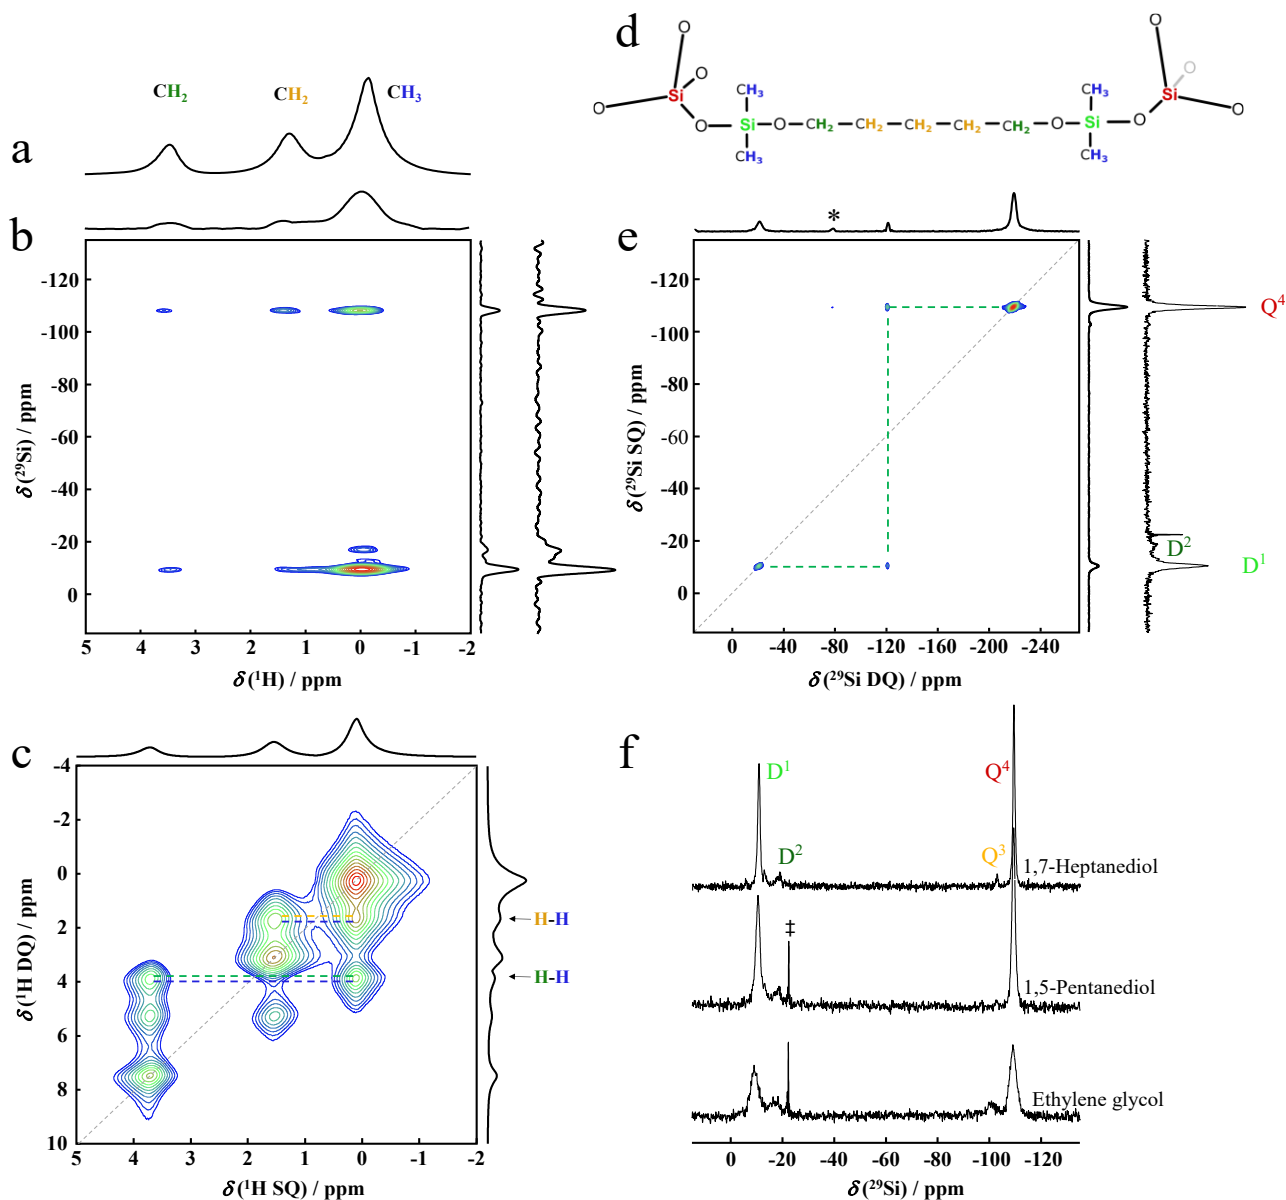 a
CH₂ CH₂ CH₃
b
-120
-100
-80
-60
-40
-20
0
δ(²⁹Si) / ppm
5 4 3 2 1 0 -1 -2
δ(¹H) / ppm
c
-4
-2
0
2
4
6
8
10
δ(¹H DQ) / ppm
5 4 3 2 1 0 -1 -2
δ(¹H SQ) / ppm
H-H
H-H
d
O O O O
O Si O Si O
CH₃ CH₃
O Si O CH₂ CH₂ CH₂ CH₂ CH₂ O Si O
CH₃ CH₃
e
*
-120
-100
-80
-60
-40
-20
0
δ(²⁹Si SQ) / ppm
0 -40 -80 -120 -160 -200 -240
δ(²⁹Si DQ) / ppm
Q⁴
D²
D¹
f
D¹ Q⁴
D² Q³
1,7-Heptanediol
‡
1,5-Pentanediol
Ethylene glycol
0 -20 -40 -60 -80 -100 -120
δ(²⁹Si) / ppm